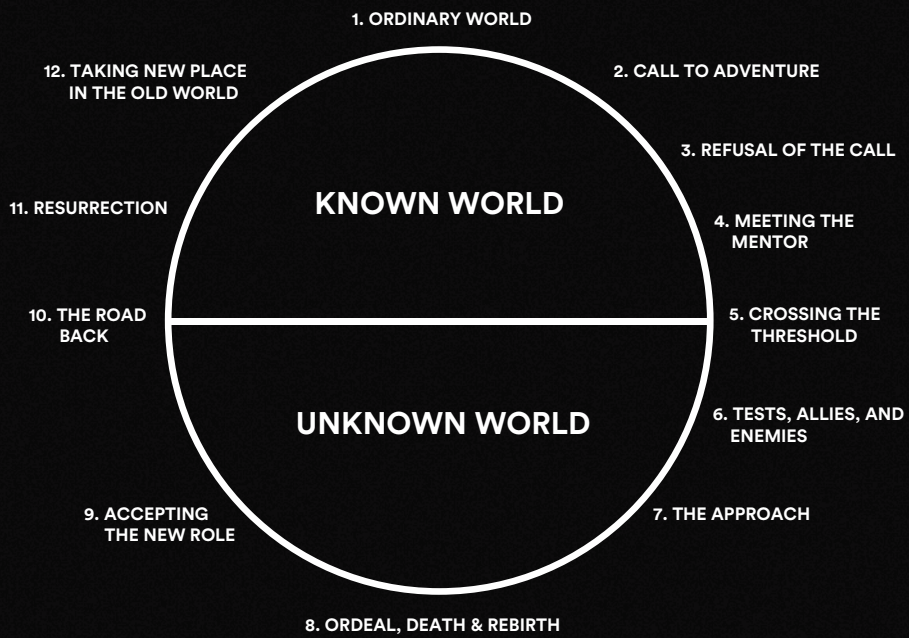 1. ORDINARY WORLD
2. CALL TO ADVENTURE
3. REFUSAL OF THE CALL
4. MEETING THE
MENTOR
5. CROSSING THE
THRESHOLD
6. TESTS, ALLIES, AND
ENEMIES
7. THE APPROACH
8. ORDEAL, DEATH & REBIRTH
9. ACCEPTING
THE NEW ROLE
10. THE ROAD
BACK
11. RESURRECTION
12. TAKING NEW PLACE
IN THE OLD WORLD
KNOWN WORLD
UNKNOWN WORLD